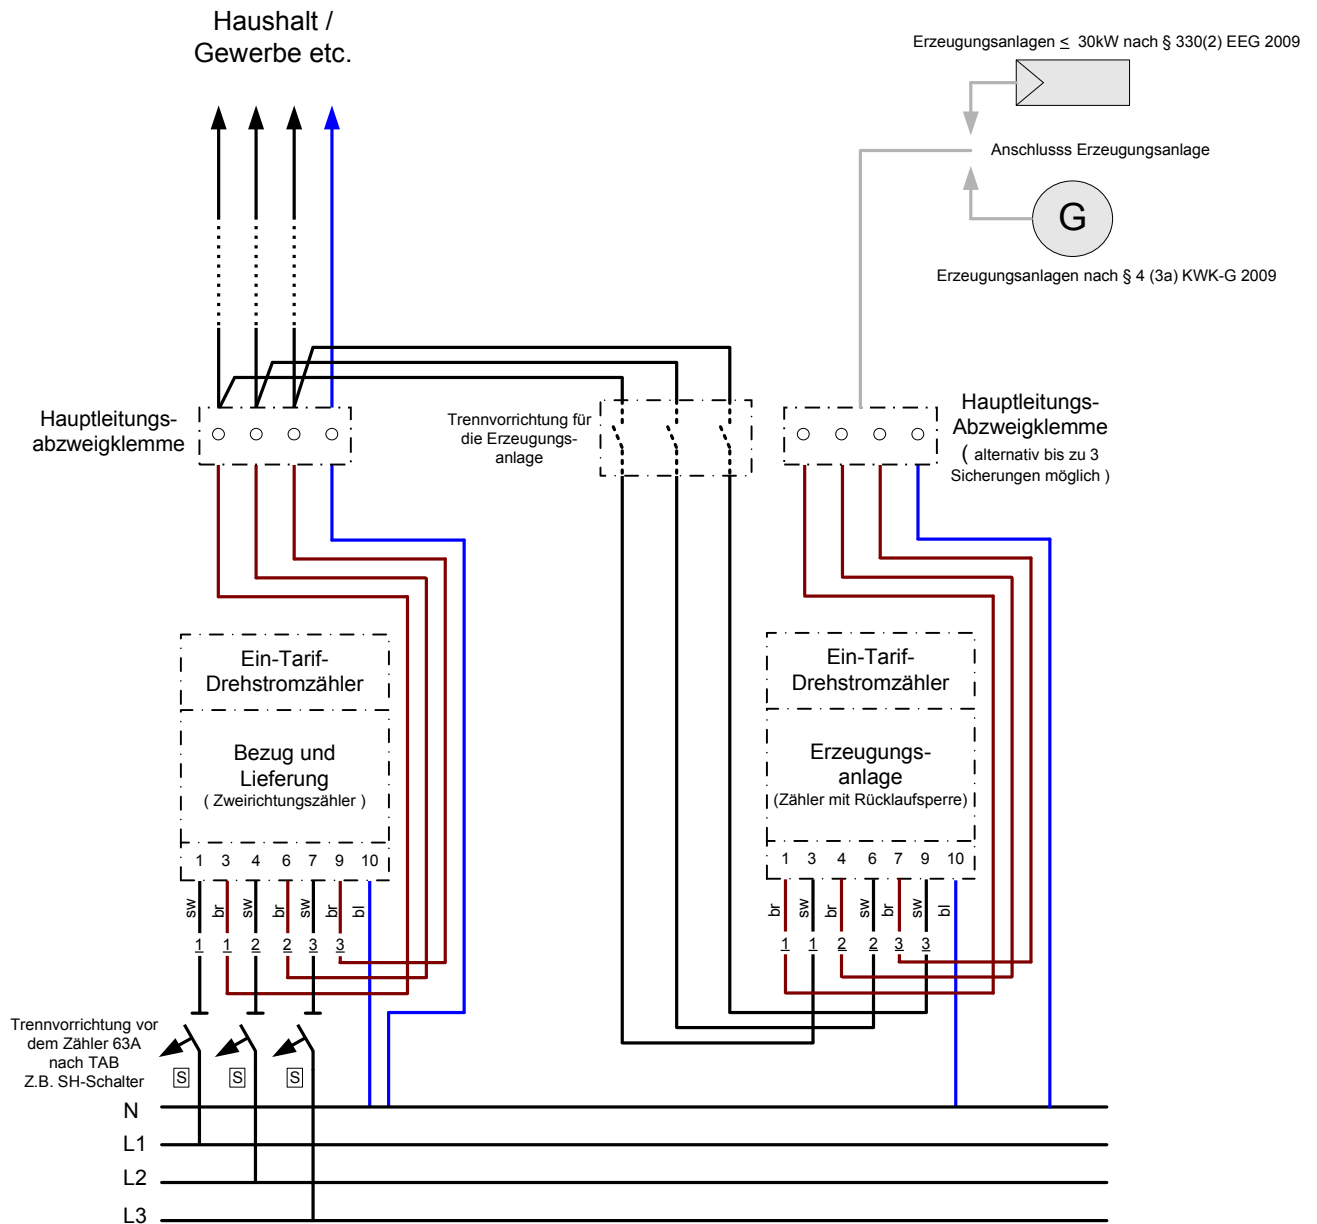 Haushalt /
Gewerbe etc.
Erzeugungsanlagen ≤ 30kW nach § 330(2) EEG 2009
Anschlusss Erzeugungsanlage
G
Erzeugungsanlagen nach § 4 (3a) KWK-G 2009
Hauptleitungs-
abzweigklemme
Trennvorrichtung für
die Erzeugungs-
anlage
Hauptleitungs-
Abzweigklemme
( alternativ bis zu 3
Sicherungen möglich )
Ein-Tarif-
Drehstromzähler
Bezug und
Lieferung
( Zweirichtungszähler )
1 3 4 6 7 9 10
sw br sw br sw br bl
1 1 2 2 3 3
Ein-Tarif-
Drehstromzähler
Erzeugungs-
anlage
(Zähler mit Rücklaufsperre)
1 3 4 6 7 9 10
br sw br sw br sw bl
1 1 2 2 3 3
Trennvorrichtung vor
dem Zähler 63A
nach TAB
Z.B. SH-Schalter
S S S
N
L1
L2
L3